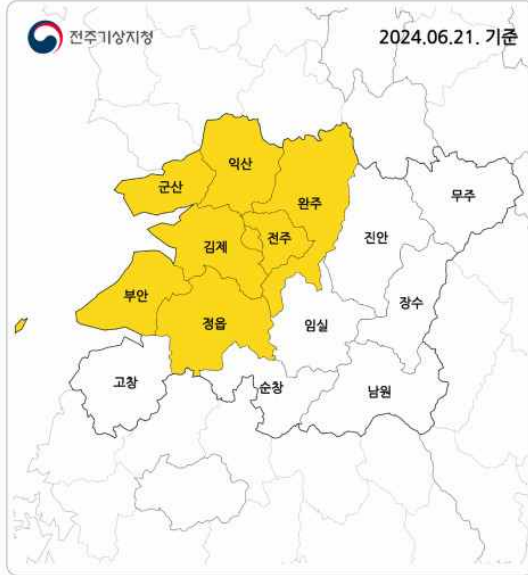 전주기상지청
2024.06.21. 기준
익산
군산
완주
무주
전주
진안
김제
부안
장수
정읍
임실
고창
순창
남원